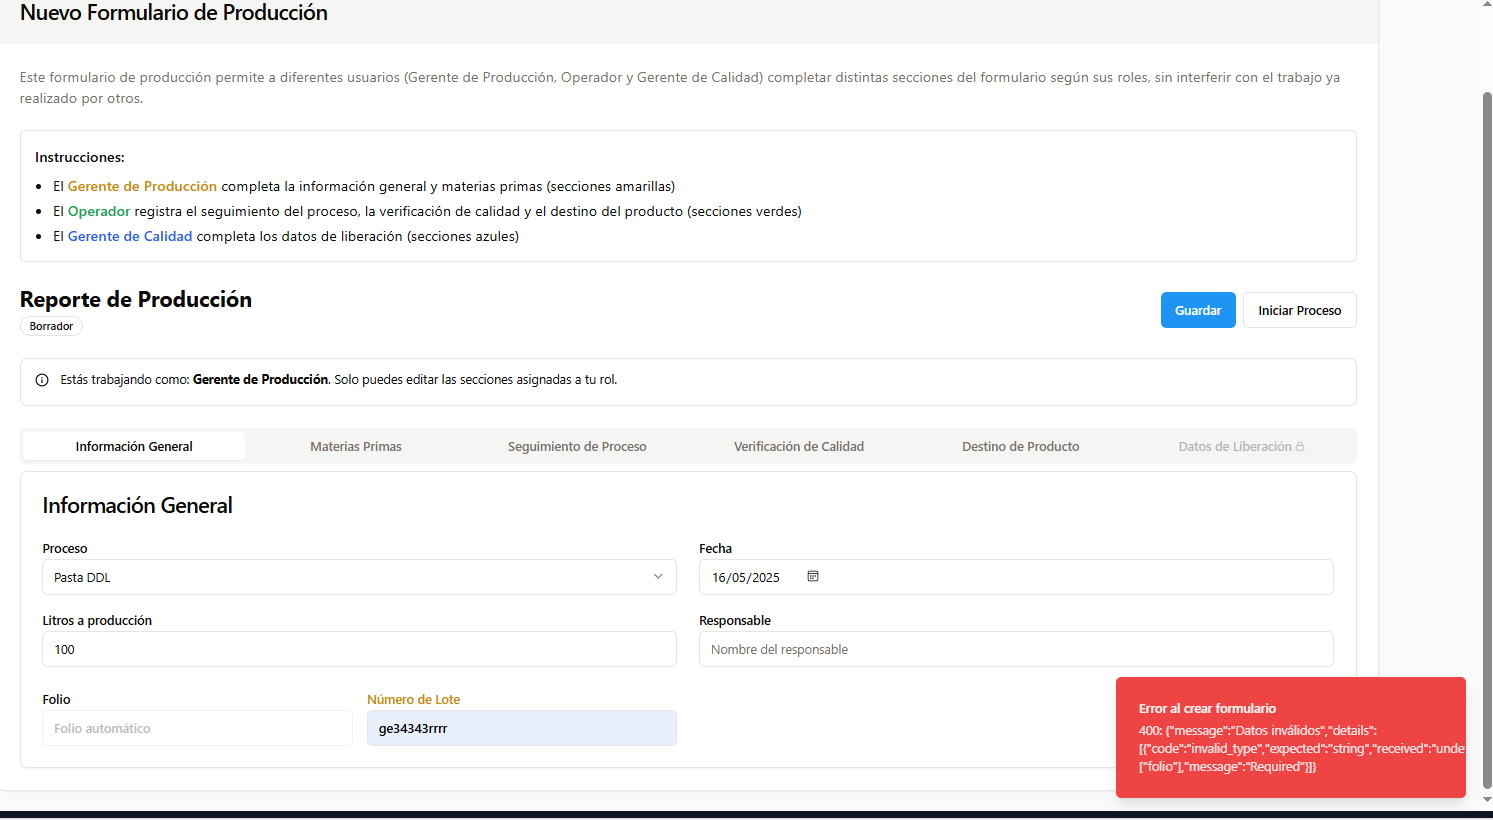 Nuevo Formulario de Producción
Este formulario de producción permite a diferentes usuarios (Gerente de Producción, Operador y Gerente de Calidad) completar distintas secciones del formulario según sus roles, sin interferir con el trabajo ya
realizado por otros.
Instrucciones:
• El Gerente de Producción completa la información general y materias primas (secciones amarillas)
• El Operador registra el seguimiento del proceso, la verificación de calidad y el destino del producto (secciones verdes)
• El Gerente de Calidad completa los datos de liberación (secciones azules)
Reporte de Producción
Guardar Iniciar Proceso
Borrador
Estás trabajando como: Gerente de Producción. Solo puedes editar las secciones asignadas a tu rol.
Información General Materias Primas Seguimiento de Proceso Verificación de Calidad Destino de Producto Datos de Liberación
Información General
Proceso Fecha
Pasta DDL 16/05/2025
Litros a producción Responsable
100 Nombre del responsable
Folio Número de Lote
Folio automático ge34343rrrr
Error al crear formulario
400: {"message":"Datos inválidos","details":
[{"code":"invalid_type","expected":"string","received":"unde
["folio"],"message":"Required"}]}